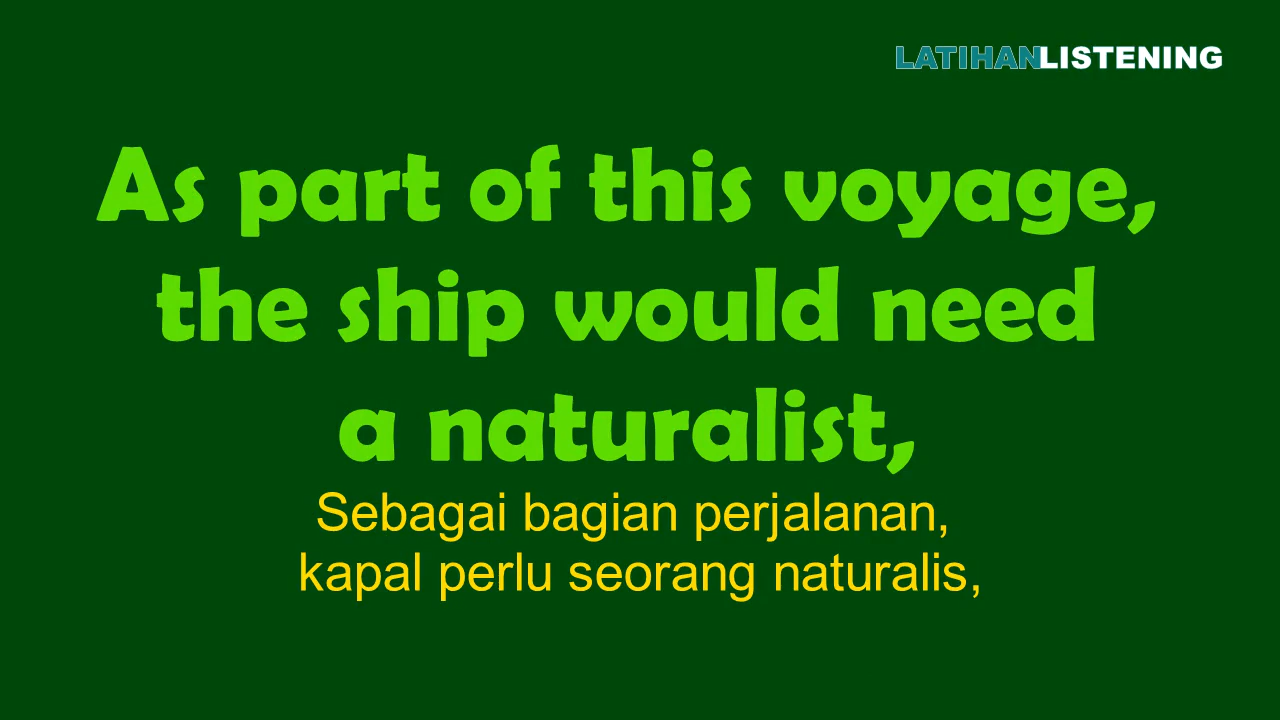 LATIHANLISTENING
As part of this voyage,
the ship would need
a naturalist,
Sebagai bagian perjalanan,
kapal perlu seorang naturalis,